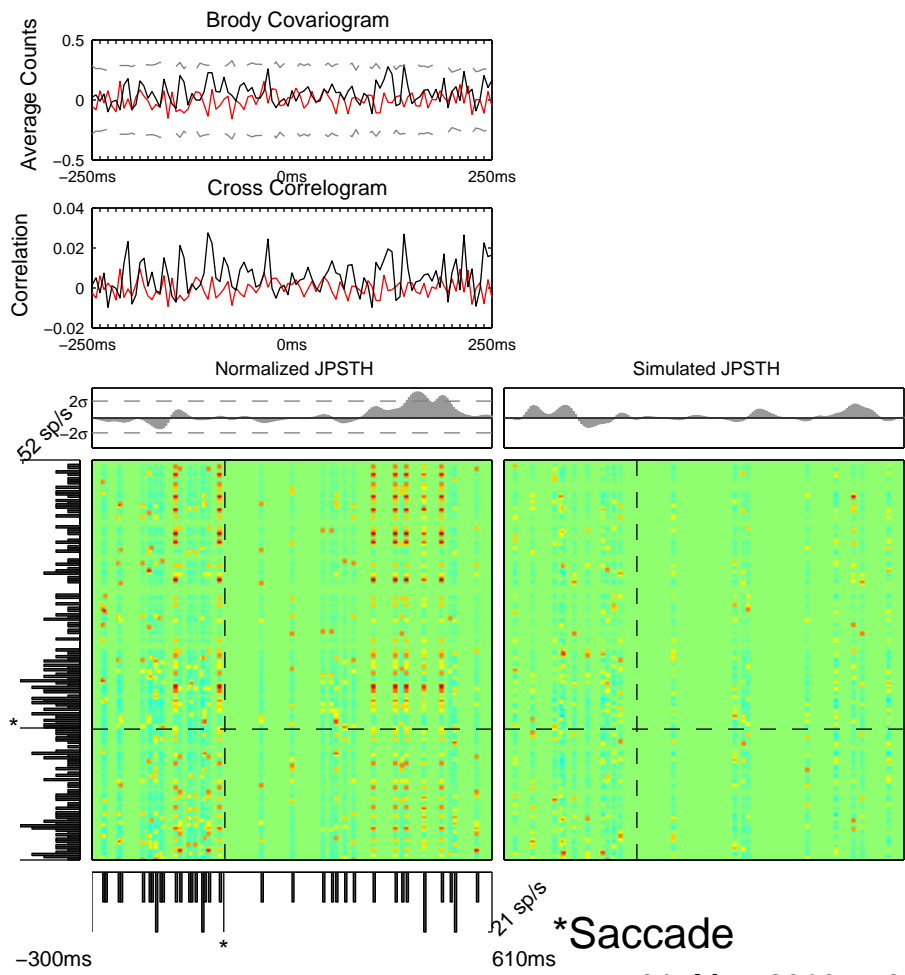 Brody Covariogram
Average Counts
0.5
0
−0.5
−250ms
0ms
250ms
Cross Correlogram
Correlation
0.04
0.02
0
−0.02
−250ms
0ms
250ms
Normalized JPSTH
Simulated JPSTH
2σ
−2σ
52 sp/s
*
*
21 sp/s
−300ms
610ms
*Saccade